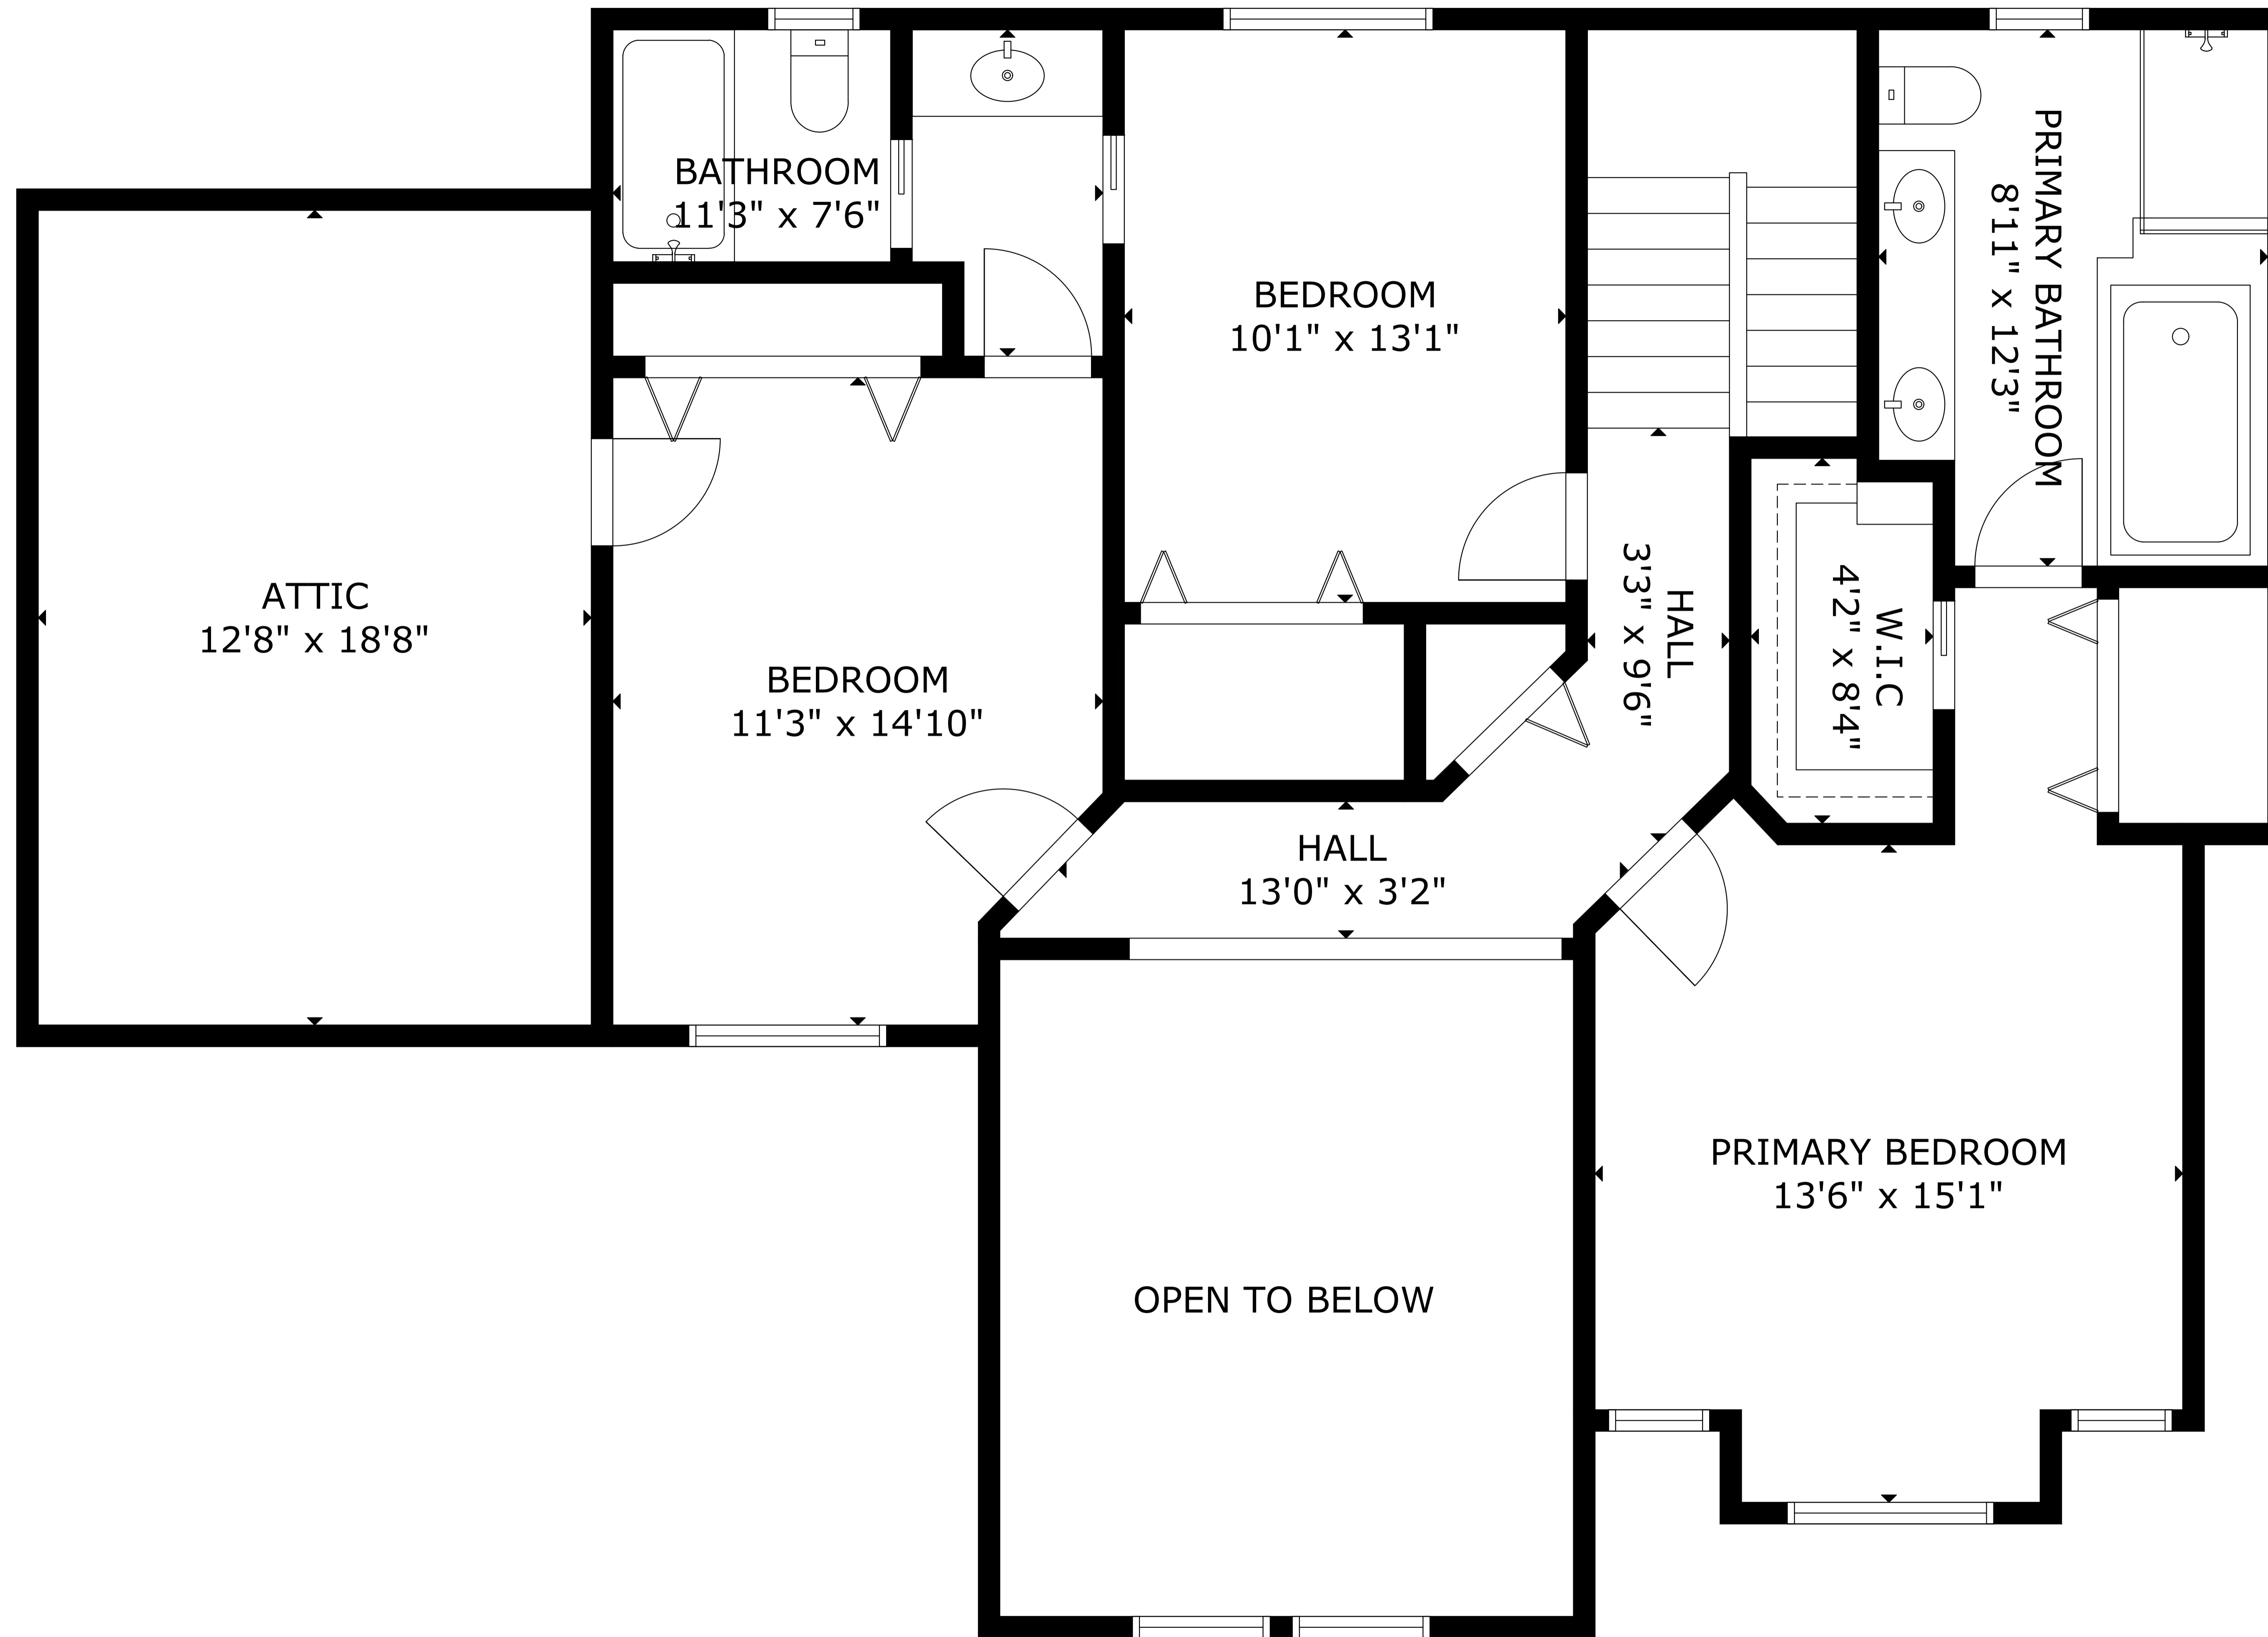 BATHROOM
11'3" x 7'6"
BEDROOM
10'1" x 13'1"
PRIMARY BATHROOM
8'11" x 12'3"
ATTIC
12'8" x 18'8"
BEDROOM
11'3" x 14'10"
HALL
3'3" x 9'6"
W.I.C
4'2" x 8'4"
HALL
13'0" x 3'2"
PRIMARY BEDROOM
13'6" x 15'1"
OPEN TO BELOW